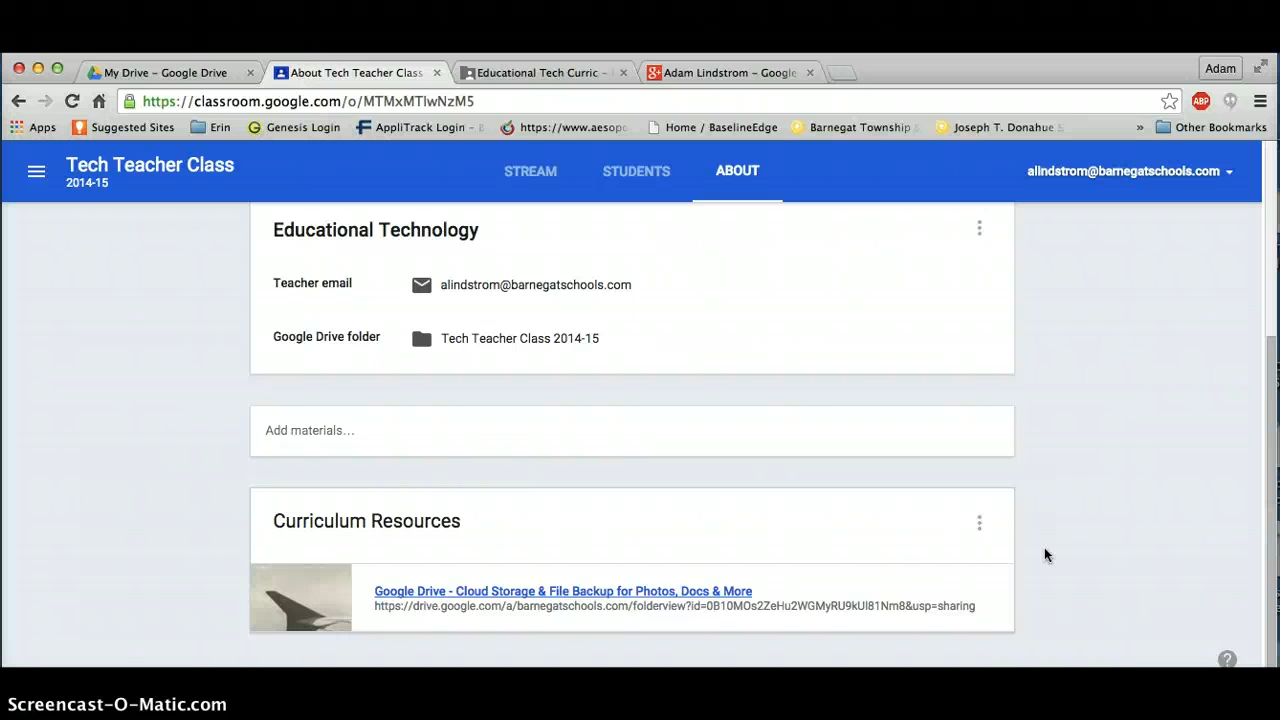 My Drive – Google Drive
About Tech Teacher Class
Educational Tech Curric –
Adam Lindstrom – Google
Adam
https://classroom.google.com/o/MTMxMTIwNzM5
ABP
Apps
Suggested Sites
Erin
Genesis Login
AppliTrack Login –
https://www.aesopc
Home / BaselineEdge
Barnegat Township
Joseph T. Donahue
»
Other Bookmarks
Tech Teacher Class
2014-15
STREAM
STUDENTS
ABOUT
alindstrom@barnegatschools.com
Educational Technology
Teacher email
alindstrom@barnegatschools.com
Google Drive folder
Tech Teacher Class 2014-15
Add materials...
Curriculum Resources
Google Drive - Cloud Storage & File Backup for Photos, Docs & More
https://drive.google.com/a/barnegatschools.com/folderview?id=0B10MOs2ZeHu2WGMyRU9kUl81Nm8&usp=sharing
?
Screencast-O-Matic.com